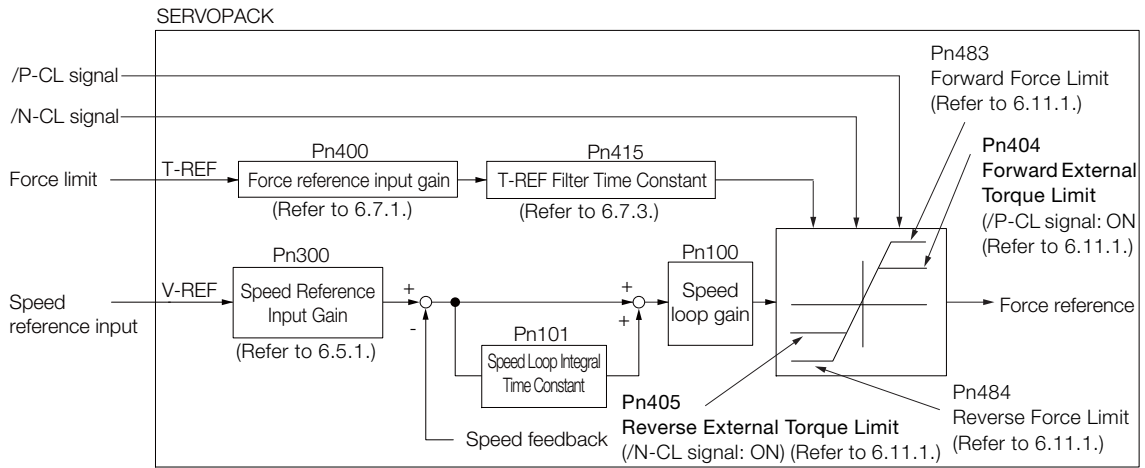 SERVOPACK
/P-CL signal
/N-CL signal
Pn483
Forward Force Limit
(Refer to 6.11.1.)
Pn404
Forward External
Torque Limit
(/P-CL signal: ON
(Refer to 6.11.1.)
Force limit
T-REF
Pn400
Force reference input gain
(Refer to 6.7.1.)
Pn415
T-REF Filter Time Constant
(Refer to 6.7.3.)
Speed
reference input
V-REF
Pn300
Speed Reference
Input Gain
(Refer to 6.5.1.)
+
-
Pn101
Speed Loop Integral
Time Constant
+
+
Pn100
Speed
loop gain
Force reference
Speed feedback
Pn405
Reverse External Torque Limit
(/N-CL signal: ON) (Refer to 6.11.1.)
Pn484
Reverse Force Limit
(Refer to 6.11.1.)